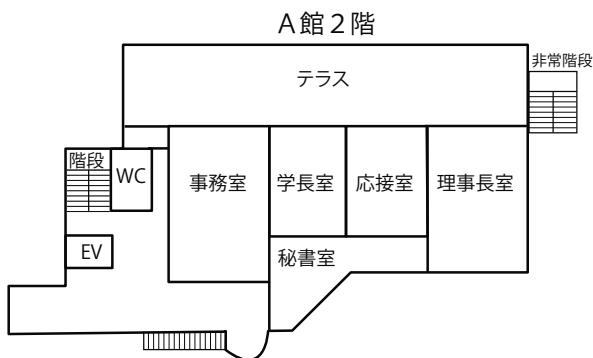 A館2階
非常階段
テラス
階段
WC
事務室
学長室
応接室
理事長室
EV
秘書室